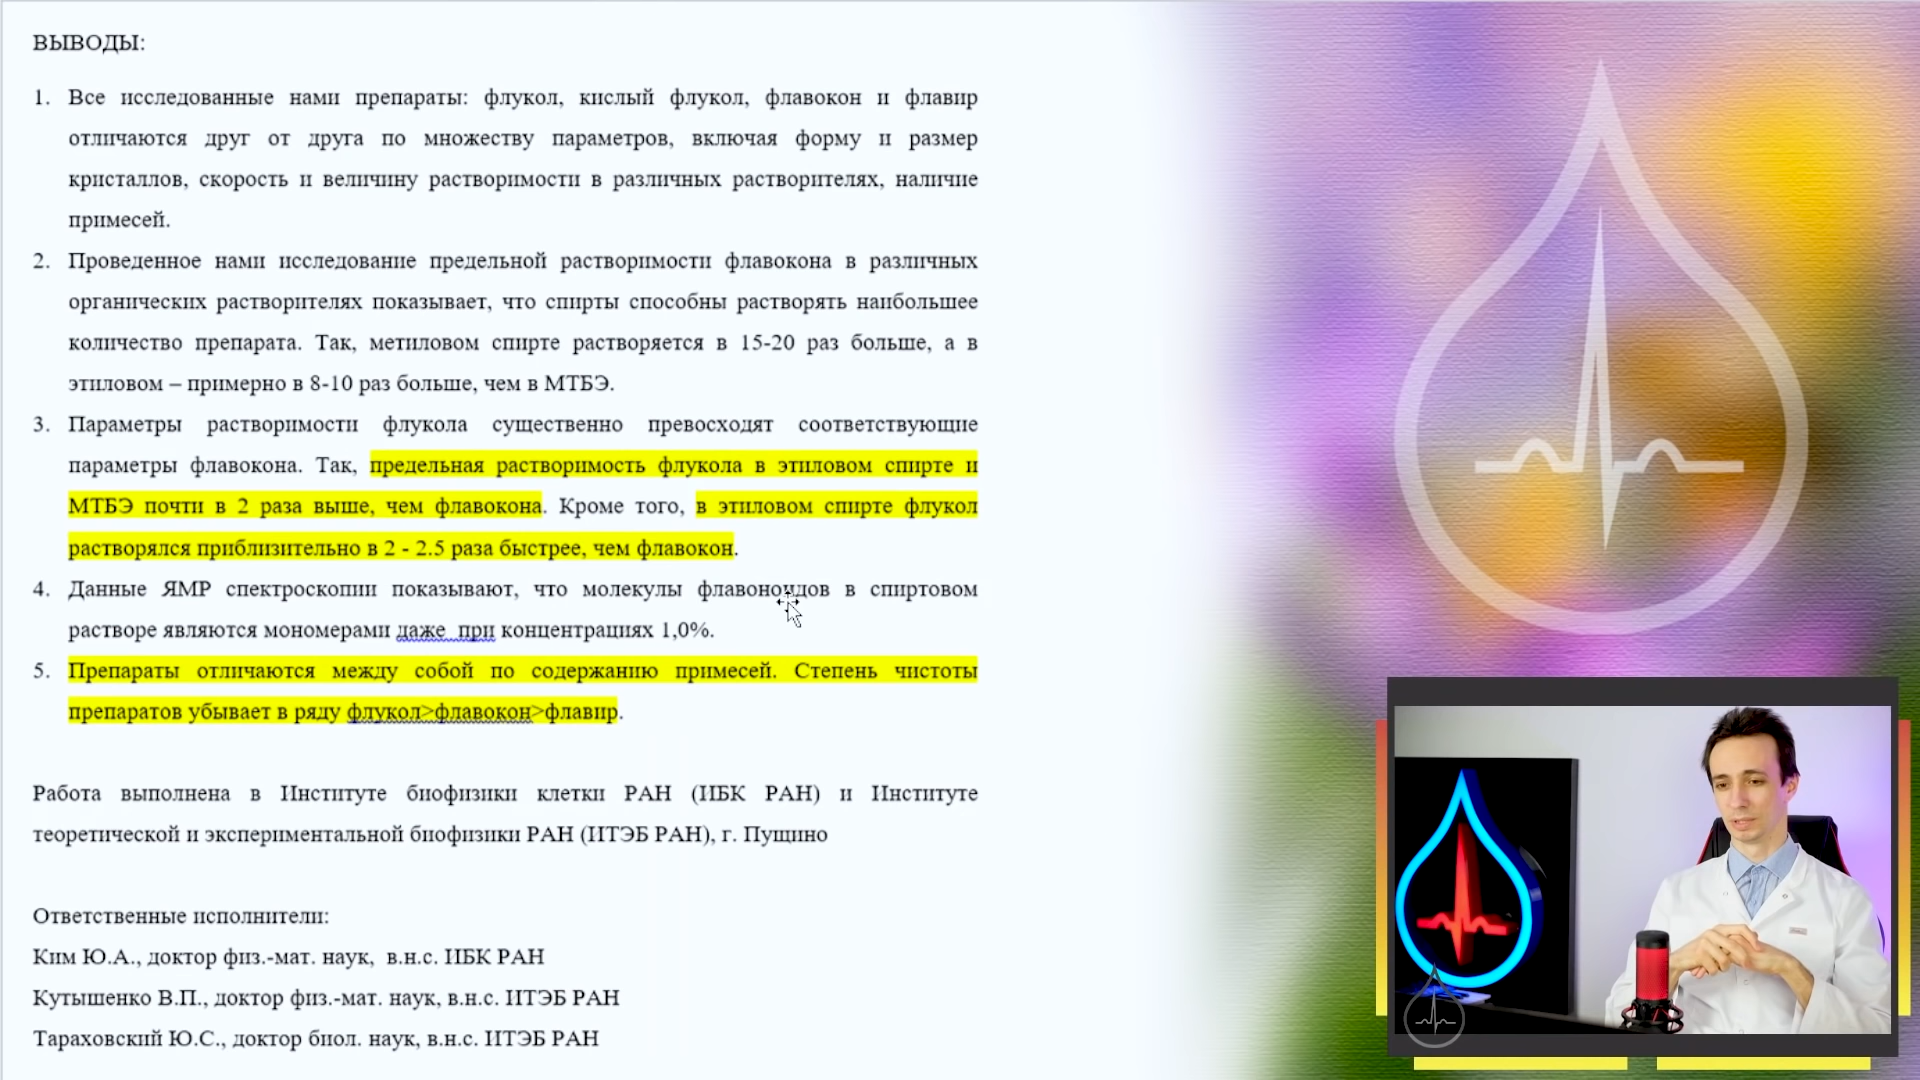 ВЫВОДЫ:
1. Все исследованные нами препараты: флукол, кислый флукол, флавокон и флавир
отличаются друг от друга по множеству параметров, включая форму и размер
кристаллов, скорость и величину растворимости в различных растворителях, наличие
примесей.
2. Проведенное нами исследование предельной растворимости флавокона в различных
органических растворителях показывает, что спирты способны растворять наибольшее
количество препарата. Так, метиловом спирте растворяется в 15-20 раз больше, а в
этиловом – примерно в 8-10 раз больше, чем в МТБЭ.
3. Параметры растворимости флукола существенно превосходят соответствующие
параметры флавокона. Так, предельная растворимость флукола в этиловом спирте и
МТБЭ почти в 2 раза выше, чем флавокона. Кроме того, в этиловом спирте флукол
растворялся приблизительно в 2 - 2.5 раза быстрее, чем флавокон.
4. Данные ЯМР спектроскопии показывают, что молекулы флавоноидов в спиртовом
растворе являются мономерами даже  при концентрациях 1,0%.
5. Препараты отличаются между собой по содержанию примесей. Степень чистоты
препаратов убывает в ряду флукол>флавокон>флавир.
Работа выполнена в Институте биофизики клетки РАН (ИБК РАН) и Институте
теоретической и экспериментальной биофизики РАН (ИТЭБ РАН), г. Пущино
Ответственные исполнители:
Ким Ю.А., доктор физ.-мат. наук,  в.н.с. ИБК РАН
Кутышенко В.П., доктор физ.-мат. наук, в.н.с. ИТЭБ РАН
Тараховский Ю.С., доктор биол. наук, в.н.с. ИТЭБ РАН